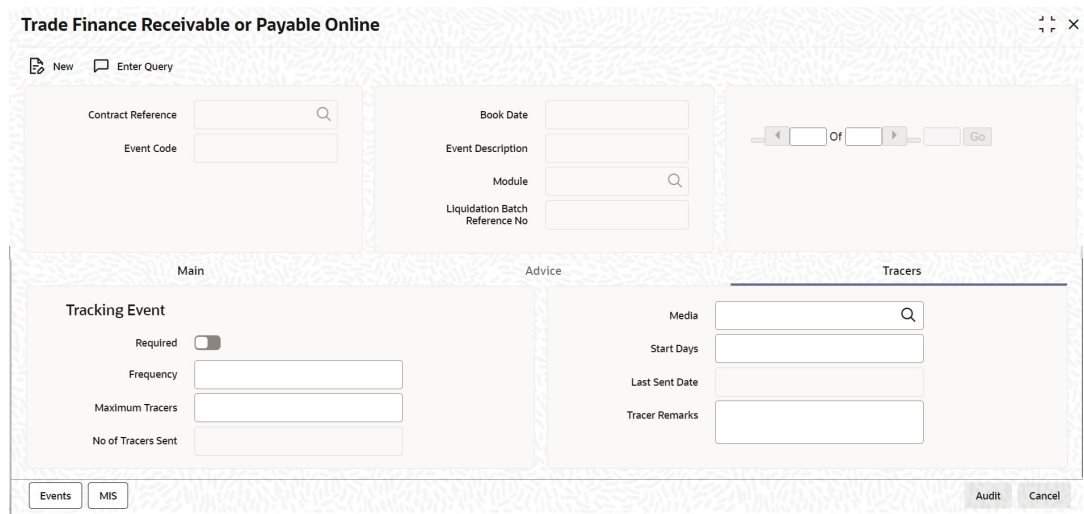 Trade Finance Receivable or Payable Online
New Enter Query
Contract Reference
Event Code
Book Date
Event Description
Module
Liquidation Batch
Reference No
Of Go
Main Advice Tracers
Tracking Event
Required
Frequency
Maximum Tracers
No of Tracers Sent
Media
Start Days
Last Sent Date
Tracer Remarks
Events MIS Audit Cancel